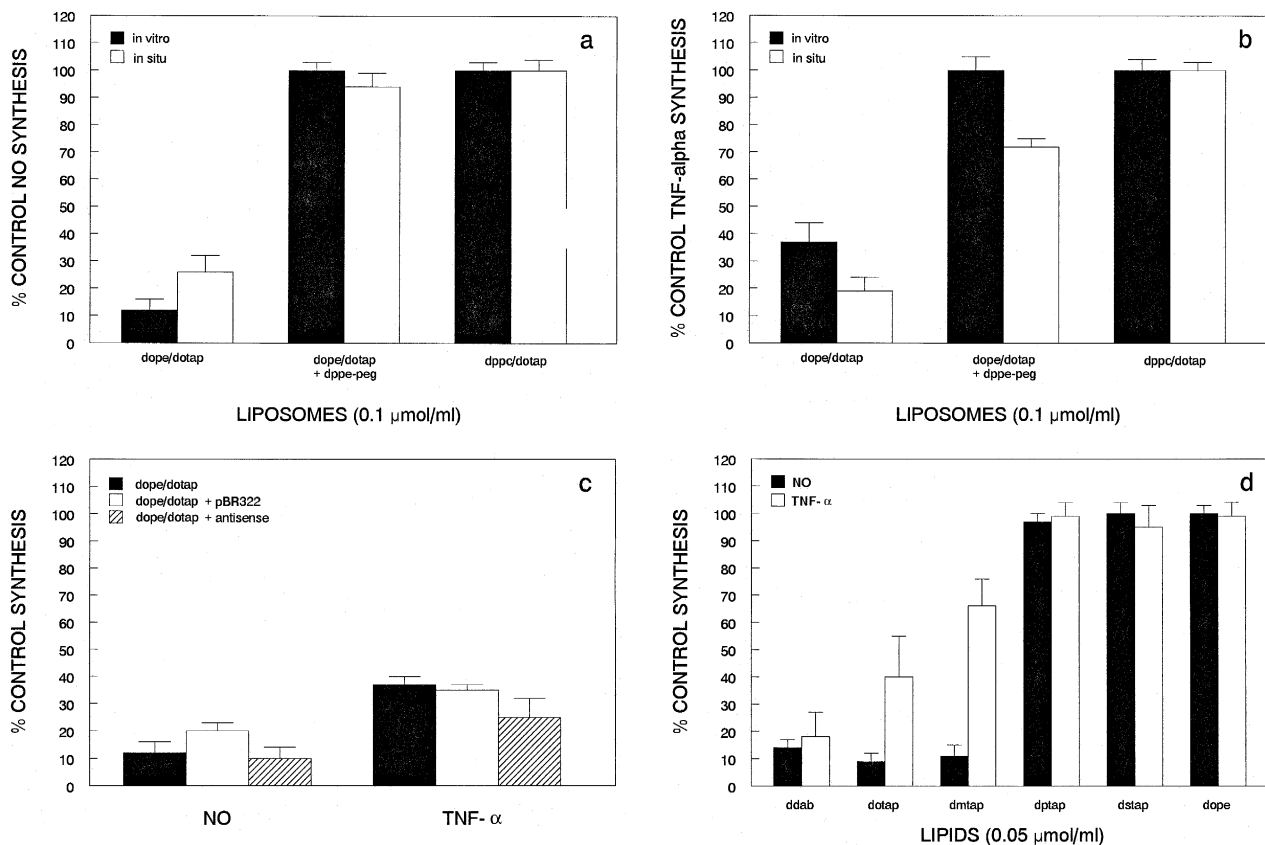 a
in vitro
in situ
% CONTROL NO SYNTHESIS
120
110
100
90
80
70
60
50
40
30
20
10
0
dope/dotap
dope/dotap
+ dppe-peg
dppc/dotap
LIPOSOMES (0.1 µmol/ml)
b
in vitro
in situ
% CONTROL TNF-alpha SYNTHESIS
120
110
100
90
80
70
60
50
40
30
20
10
0
dope/dotap
dope/dotap
+ dppe-peg
dppc/dotap
LIPOSOMES (0.1 µmol/ml)
c
dope/dotap
dope/dotap + pBR322
dope/dotap + antisense
% CONTROL SYNTHESIS
120
110
100
90
80
70
60
50
40
30
20
10
0
NO
TNF- α
d
NO
TNF- α
% CONTROL SYNTHESIS
120
110
100
90
80
70
60
50
40
30
20
10
0
ddab
dotap
dmtap
dptap
dstap
dope
LIPIDS (0.05 µmol/ml)